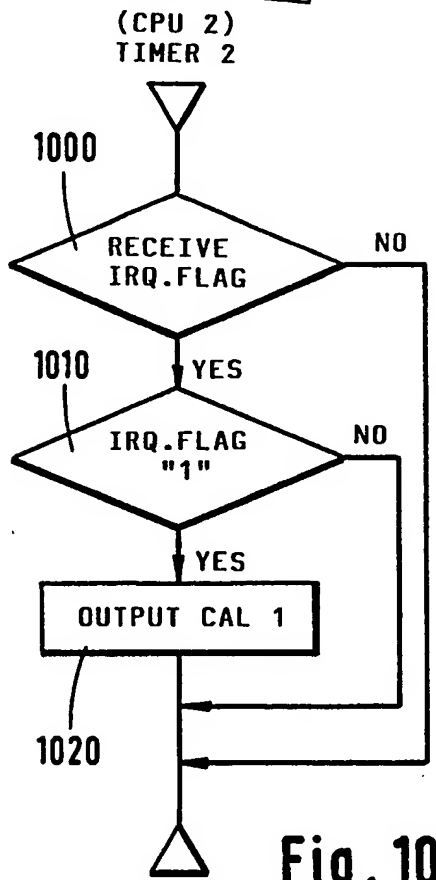 (CPU 2)
TIMER 2
1000
RECEIVE
IRQ.FLAG
NO
YES
1010
IRQ.FLAG
"1"
NO
YES
OUTPUT CAL 1
1020
Fig. 10